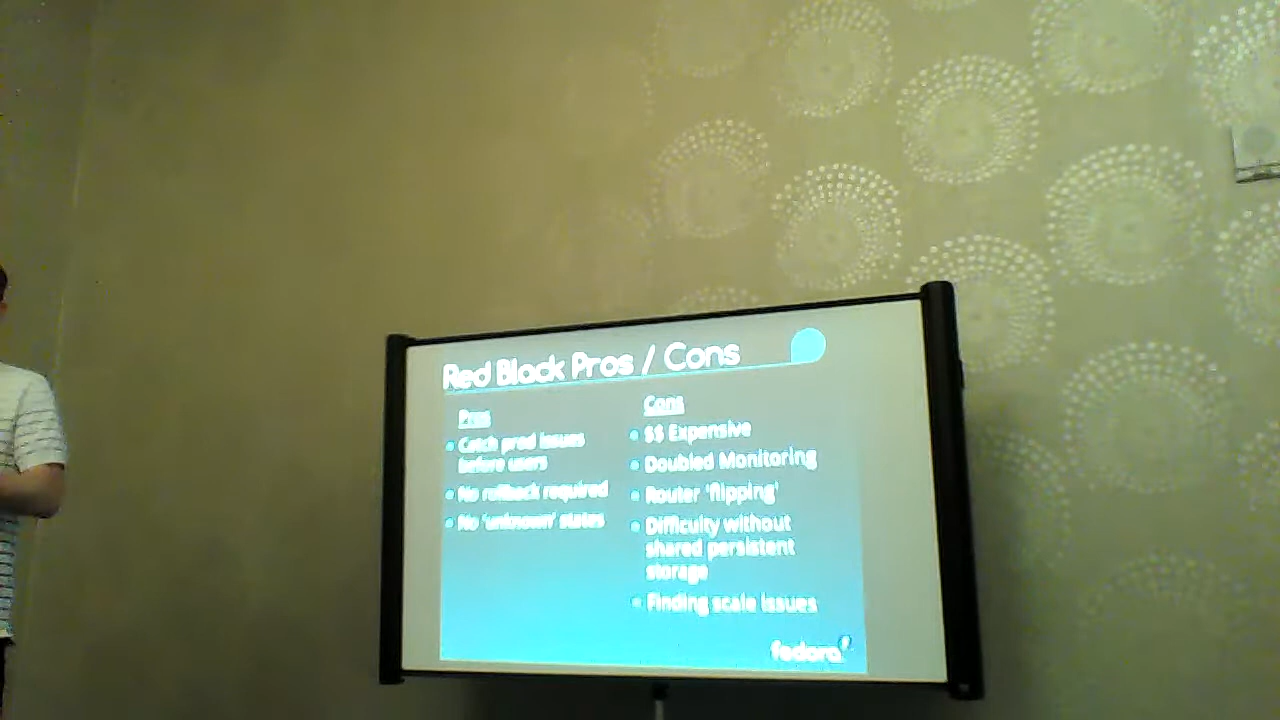 Red Black Pros / Cons
Pros
Catch prod issues
before users
No rollback required
No 'unknown' states
Cons
$$ Expensive
Doubled Monitoring
Router 'flipping'
Difficulty without
shared persistent
storage
Finding scale issues
fedora